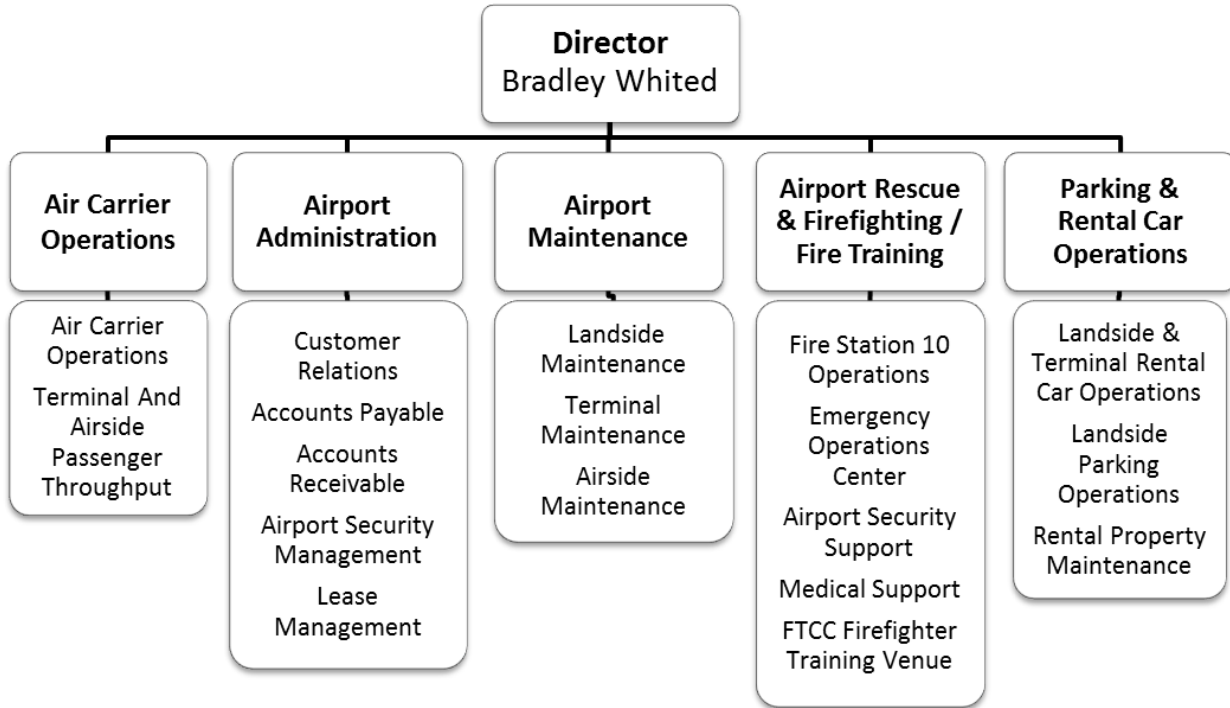 Director
Bradley Whited
Air Carrier
Operations
Airport
Administration
Airport
Maintenance
Airport Rescue
& Firefighting /
Fire Training
Parking &
Rental Car
Operations
Air Carrier
Operations
Terminal And
Airside
Passenger
Throughput
Customer
Relations
Accounts Payable
Accounts
Receivable
Airport Security
Management
Lease
Management
Landside
Maintenance
Terminal
Maintenance
Airside
Maintenance
Fire Station 10
Operations
Emergency
Operations
Center
Airport Security
Support
Medical Support
FTCC Firefighter
Training Venue
Landside &
Terminal Rental
Car Operations
Landside
Parking
Operations
Rental Property
Maintenance